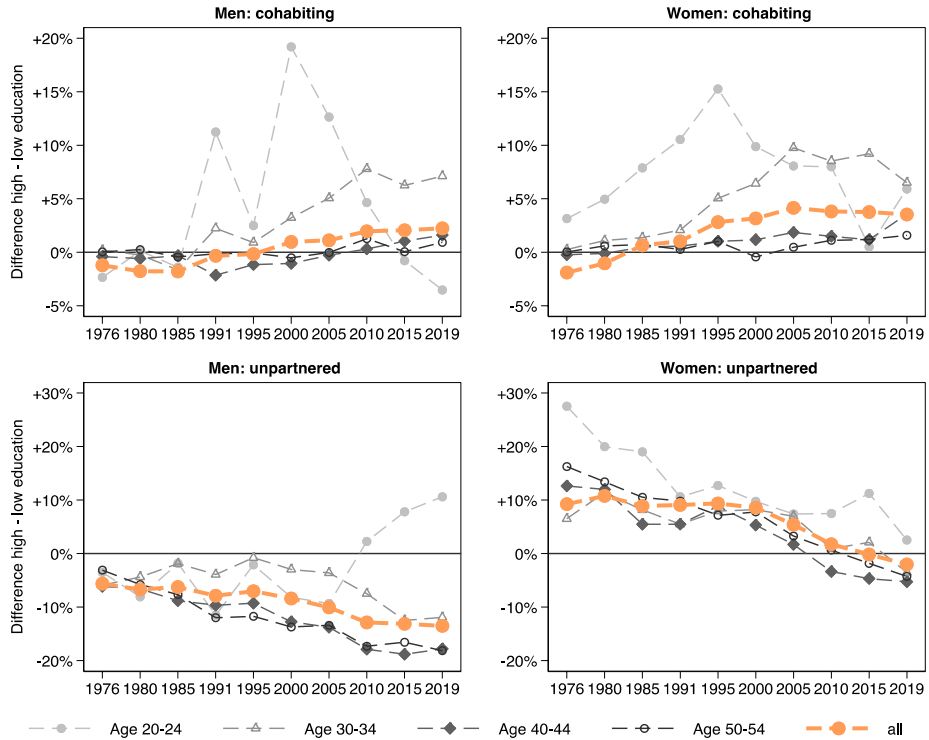 Men: cohabiting
Women: cohabiting
Difference high - low education
+20%
+15%
+10%
+5%
0%
-5%
1976 1980 1985 1991 1995 2000 2005 2010 2015 2019
+20%
+15%
+10%
+5%
0%
-5%
1976 1980 1985 1991 1995 2000 2005 2010 2015 2019
Men: unpartnered
Women: unpartnered
Difference high - low education
+30%
+20%
+10%
0%
-10%
-20%
1976 1980 1985 1991 1995 2000 2005 2010 2015 2019
+30%
+20%
+10%
0%
-10%
-20%
1976 1980 1985 1991 1995 2000 2005 2010 2015 2019
Age 20-24 Age 30-34 Age 40-44 Age 50-54 all